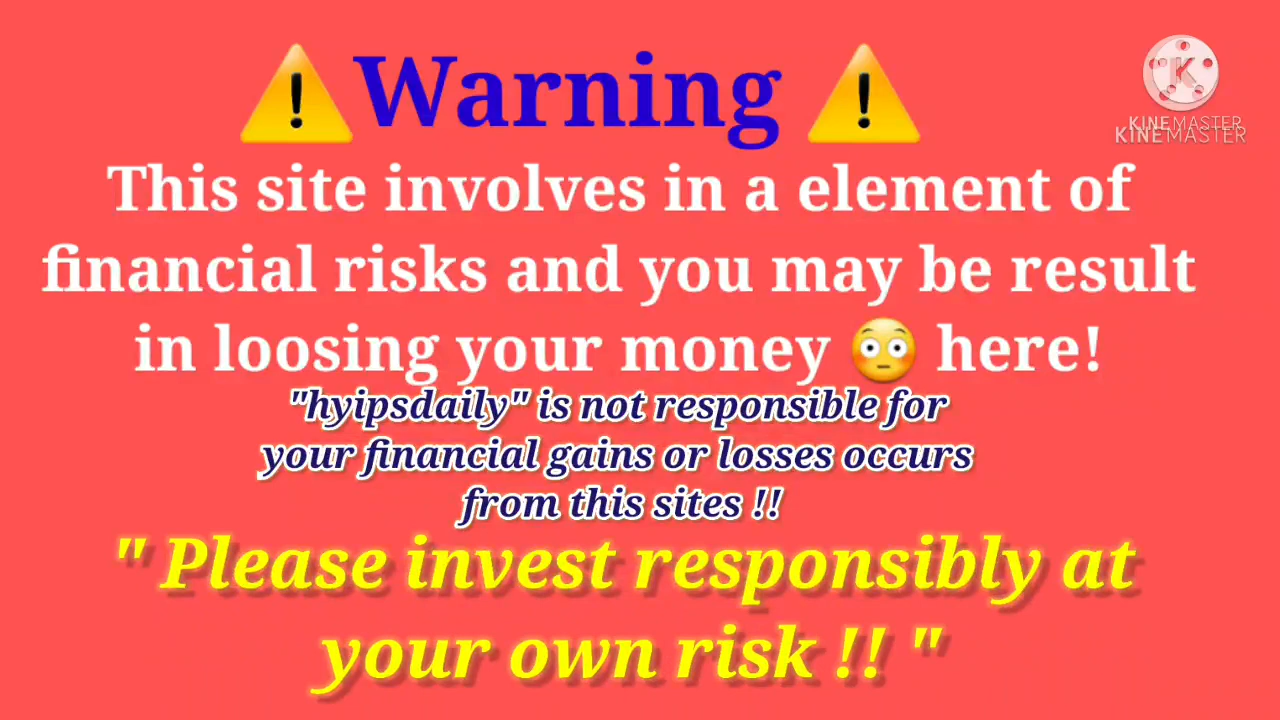 ⚠️Warning ⚠️
This site involves in a element of
financial risks and you may be result
in loosing your money 😳 here!
"hyipsdaily" is not responsible for
your financial gains or losses occurs
from this sites !!
" Please invest responsibly at
your own risk !! "
K
KINEMASTER
KINEMASTER